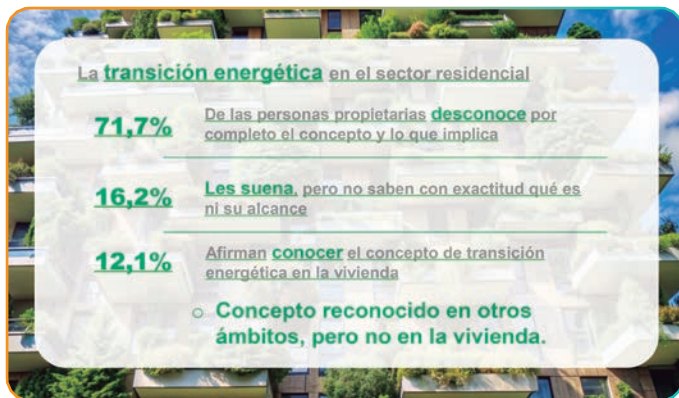 La transición energética en el sector residencial
71,7%
De las personas propietarias desconoce por
completo el concepto y lo que implica
16,2%
Les suena, pero no saben con exactitud qué es
ni su alcance
12,1%
Afirman conocer el concepto de transición
energética en la vivienda
○ Concepto reconocido en otros
ámbitos, pero no en la vivienda.